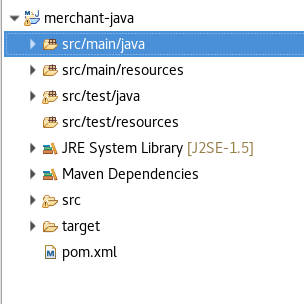 merchant-java
src/main/java
src/main/resources
src/test/java
src/test/resources
JRE System Library [J2SE-1.5]
Maven Dependencies
src
target
pom.xml